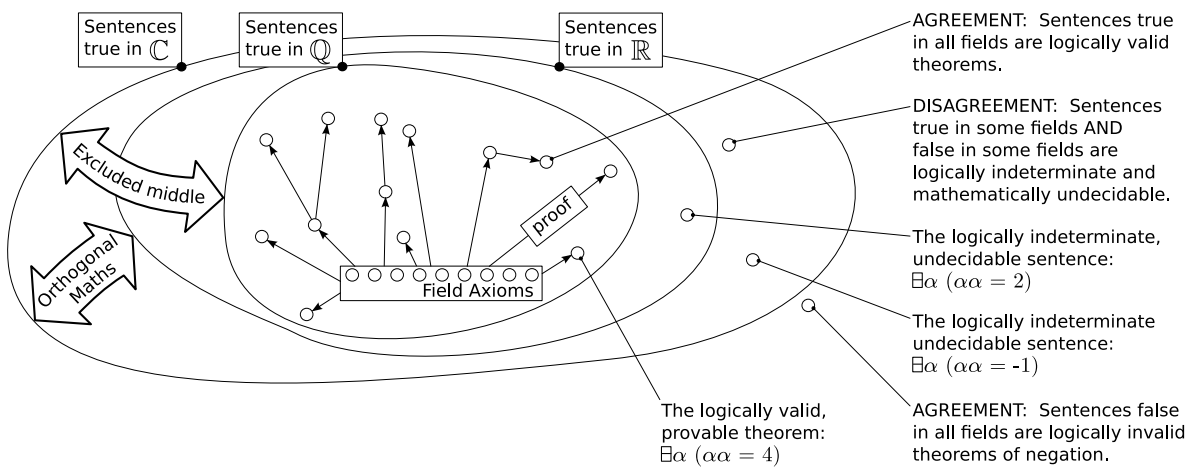 Sentences
true in ℂ
Sentences
true in ℚ
Sentences
true in ℝ
AGREEMENT: Sentences true
in all fields are logically valid
theorems.
DISAGREEMENT: Sentences
true in some fields AND
false in some fields are
logically indeterminate and
mathematically undecidable.
Excluded middle
proof
The logically indeterminate,
undecidable sentence:
∃α (αα = 2)
Orthogonal
Maths
Field Axioms
The logically indeterminate
undecidable sentence:
∃α (αα = -1)
The logically valid,
provable theorem:
∃α (αα = 4)
AGREEMENT: Sentences false
in all fields are logically invalid
theorems of negation.